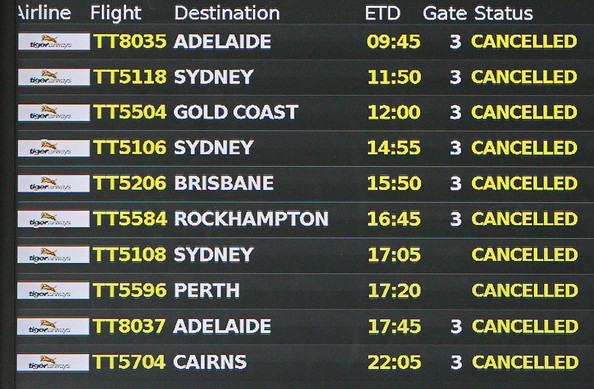 Airline Flight Destination ETD Gate Status
tigerairways TT8035 ADELAIDE 09:45 3 CANCELLED
tigerairways TT5118 SYDNEY 11:50 3 CANCELLED
tigerairways TT5504 GOLD COAST 12:00 3 CANCELLED
tigerairways TT5106 SYDNEY 14:55 3 CANCELLED
tigerairways TT5206 BRISBANE 15:50 3 CANCELLED
tigerairways TT5584 ROCKHAMPTON 16:45 3 CANCELLED
tigerairways TT5108 SYDNEY 17:05 CANCELLED
tigerairways TT5596 PERTH 17:20 CANCELLED
tigerairways TT8037 ADELAIDE 17:45 3 CANCELLED
tigerairways TT5704 CAIRNS 22:05 3 CANCELLED